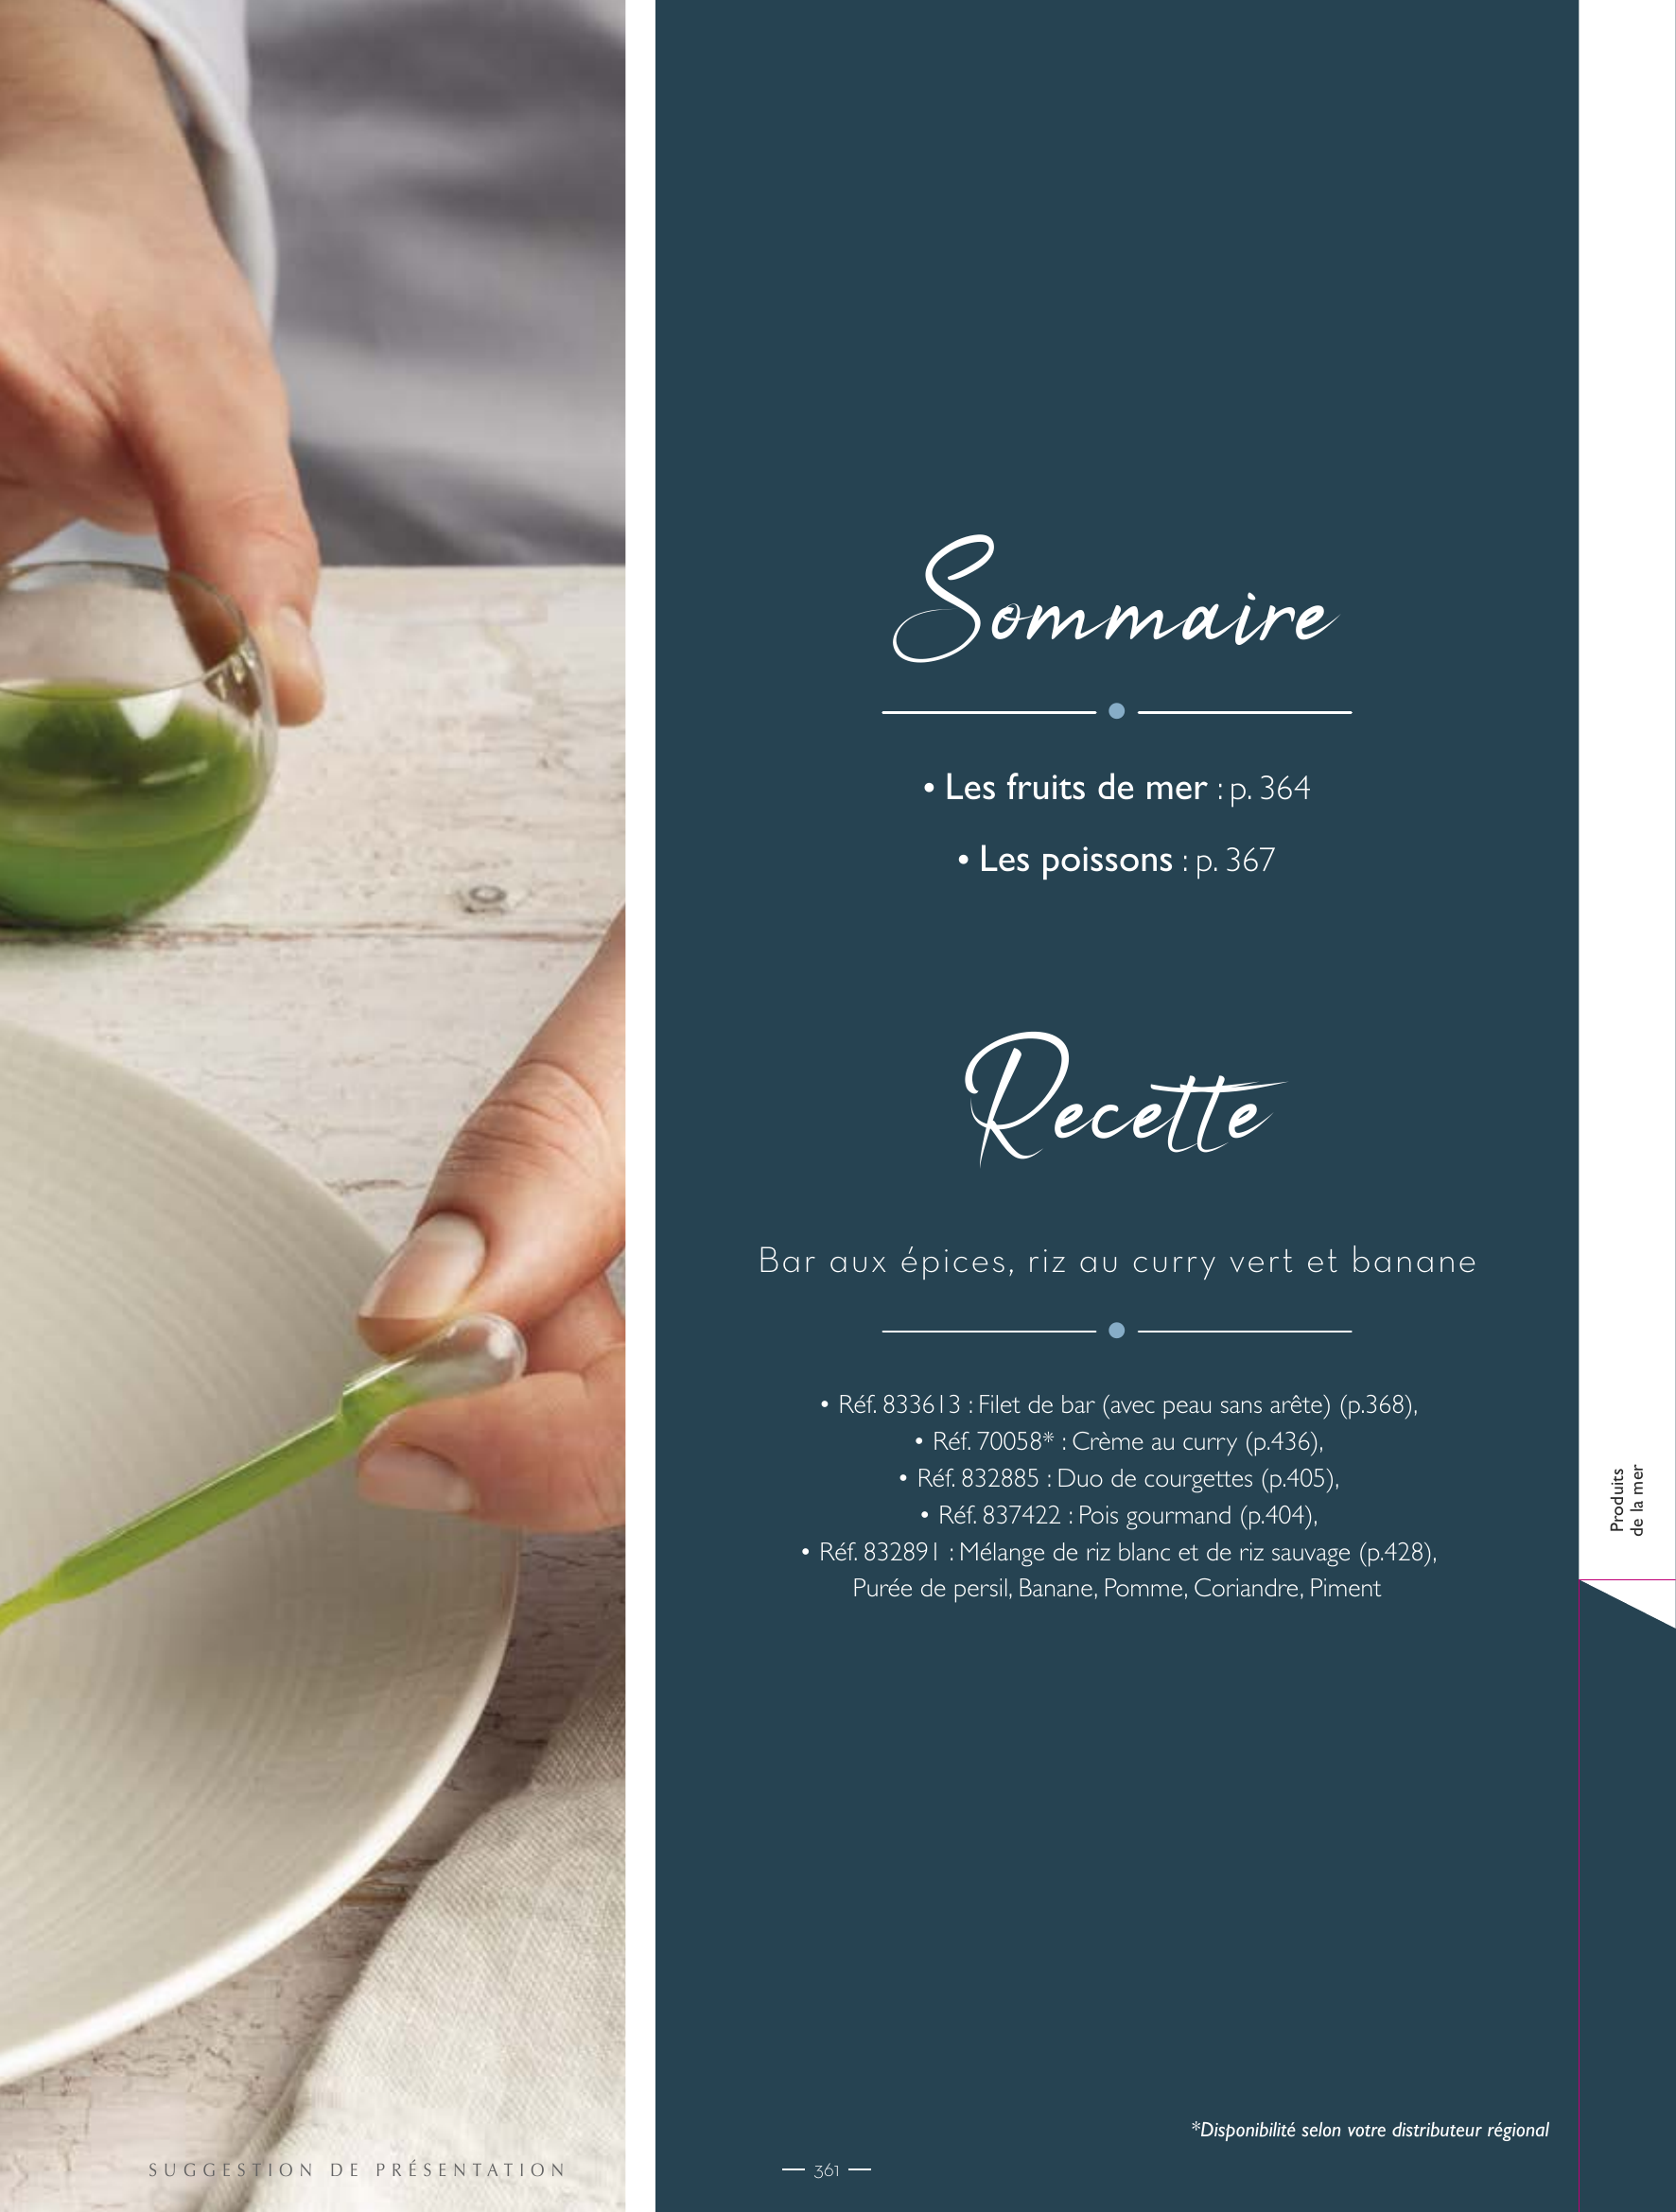 Sommaire
• Les fruits de mer : p. 364
• Les poissons : p. 367
Recette
Bar aux épices, riz au curry vert et banane
• Réf. 833613 : Filet de bar (avec peau sans arête) (p.368),
• Réf. 70058* : Crème au curry (p.436),
• Réf. 832885 : Duo de courgettes (p.405),
• Réf. 837422 : Pois gourmand (p.404),
• Réf. 832891 : Mélange de riz blanc et de riz sauvage (p.428),
Purée de persil, Banane, Pomme, Coriandre, Piment
Produits
de la mer
*Disponibilité selon votre distributeur régional
SUGGESTION DE PRÉSENTATION
361